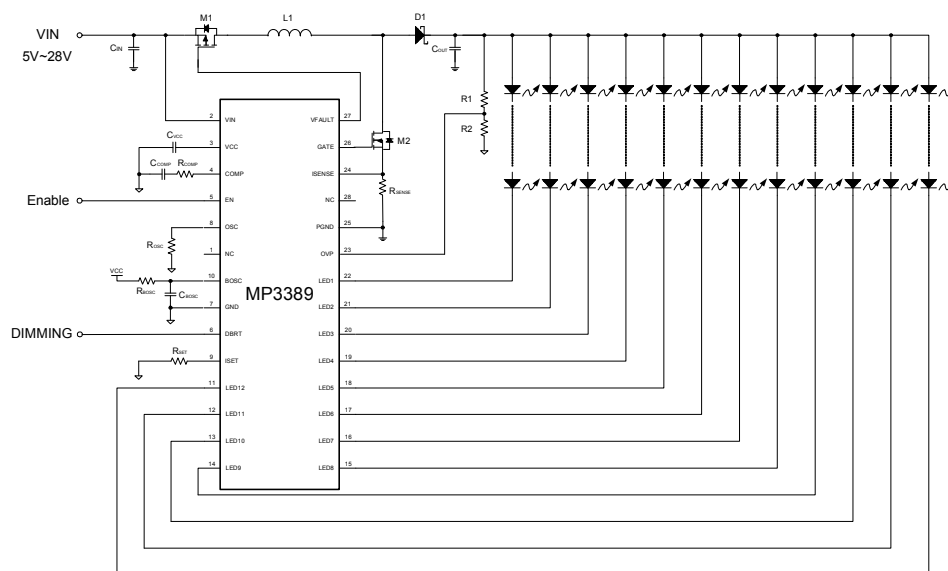 M1
L1
D1
VIN
5V~28V
CIN
COUT
R1
R2
2 VIN
VFAULT 27
CVCC
3 VCC
GATE 26
M2
CCOMP RCOMP
4 COMP
ISENSE 24
RSENSE
Enable
5 EN
NC 28
8 OSC
PGND 25
ROSC
1 NC
OVP 23
VCC
RBOSC
CBOSC
10 BOSC
LED1 22
MP3389
7 GND
LED2 21
DIMMING
6 DBRT
LED3 20
RSET
9 ISET
LED4 19
11 LED12
LED5 18
12 LED11
LED6 17
13 LED10
LED7 16
14 LED9
LED8 15